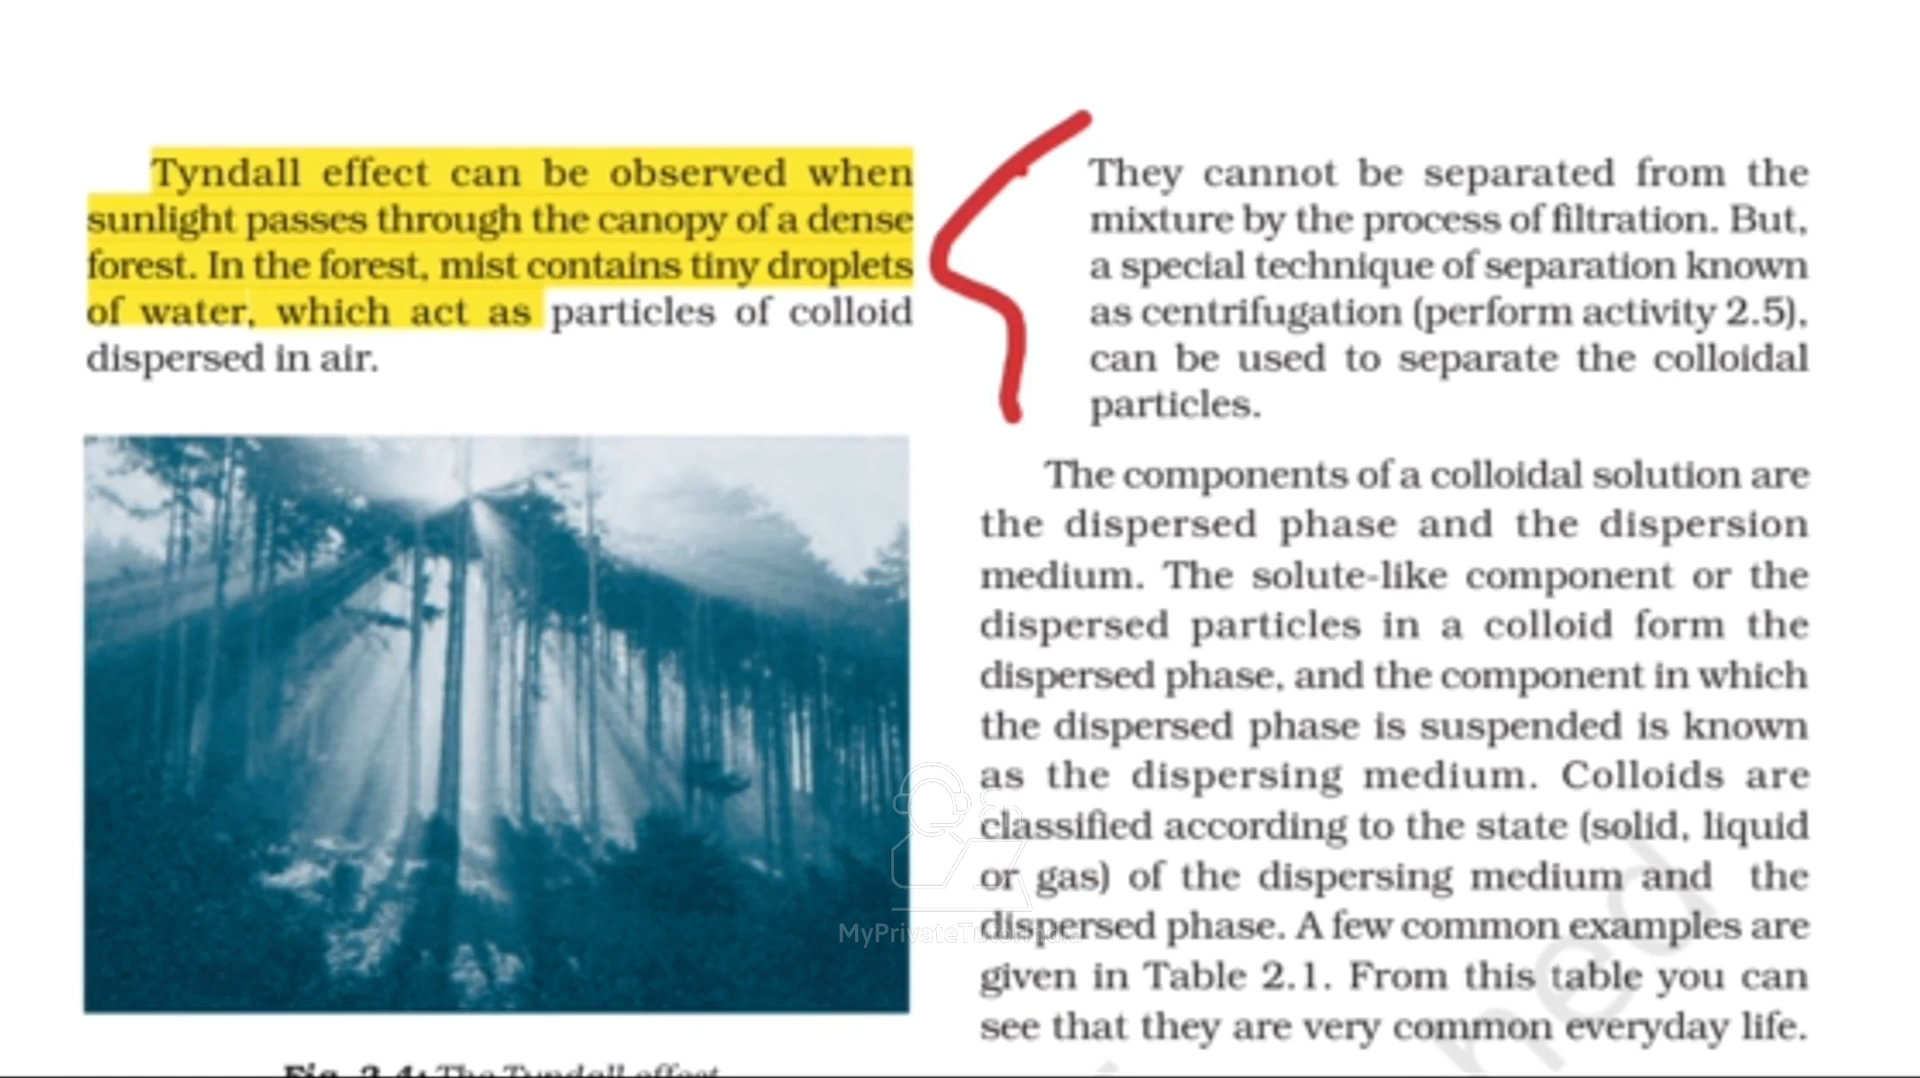 Tyndall effect can be observed when
sunlight passes through the canopy of a dense
forest. In the forest, mist contains tiny droplets
of water, which act as particles of colloid
dispersed in air.
Fig. 2.4: The Tyndall effect
They cannot be separated from the
mixture by the process of filtration. But,
a special technique of separation known
as centrifugation (perform activity 2.5),
can be used to separate the colloidal
particles.
The components of a colloidal solution are
the dispersed phase and the dispersion
medium. The solute-like component or the
dispersed particles in a colloid form the
dispersed phase, and the component in which
the dispersed phase is suspended is known
as the dispersing medium. Colloids are
classified according to the state (solid, liquid
or gas) of the dispersing medium and the
dispersed phase. A few common examples are
given in Table 2.1. From this table you can
see that they are very common everyday life.